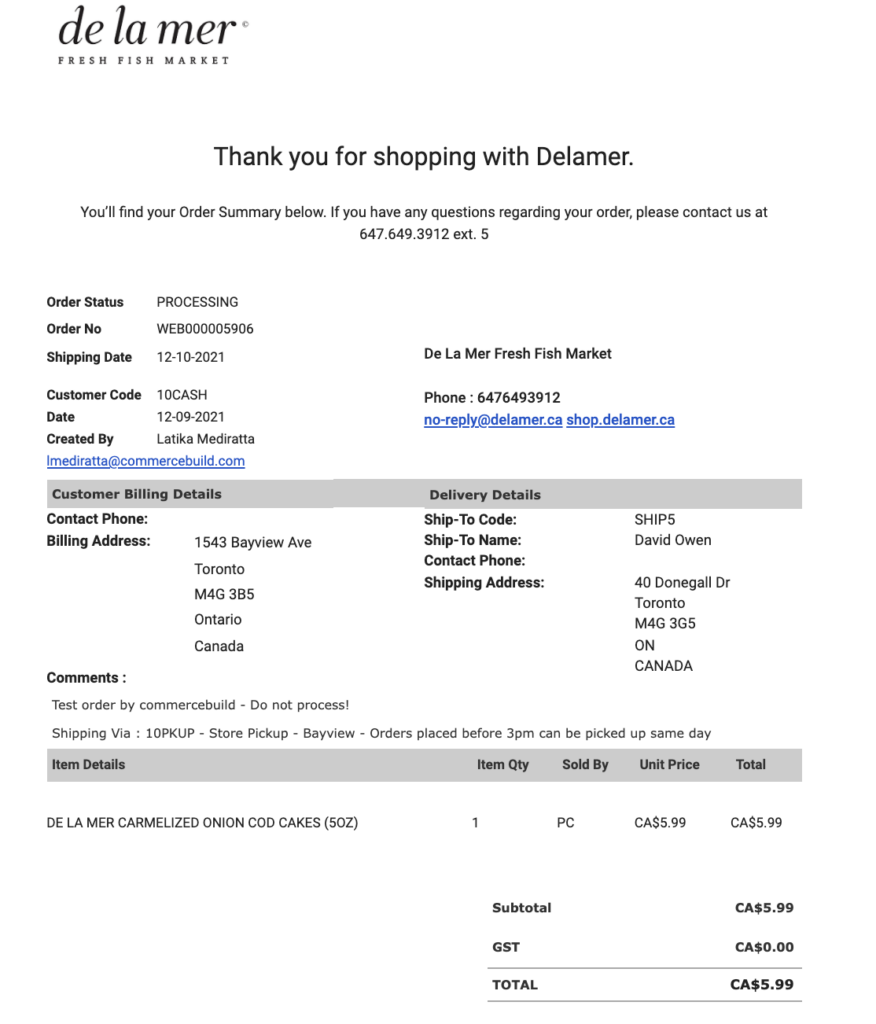 de la mer©
FRESH FISH MARKET
Thank you for shopping with Delamer.
You'll find your Order Summary below. If you have any questions regarding your order, please contact us at
647.649.3912 ext. 5
Order Status PROCESSING
Order No WEB000005906
Shipping Date 12-10-2021
Customer Code 10CASH
Date 12-09-2021
Created By Latika Mediratta
lmediratta@commercebuild.com
De La Mer Fresh Fish Market
Phone : 6476493912
no-reply@delamer.ca shop.delamer.ca
Customer Billing Details
Contact Phone:
Billing Address: 1543 Bayview Ave
Toronto
M4G 3B5
Ontario
Canada
Delivery Details
Ship-To Code: SHIP5
Ship-To Name: David Owen
Contact Phone:
Shipping Address: 40 Donegall Dr
Toronto
M4G 3G5
ON
CANADA
Comments :
Test order by commercebuild - Do not process!
Shipping Via : 10PKUP - Store Pickup - Bayview - Orders placed before 3pm can be picked up same day
Item Details Item Qty Sold By Unit Price Total
DE LA MER CARMELIZED ONION COD CAKES (5OZ) 1 PC CA$5.99 CA$5.99
Subtotal CA$5.99
GST CA$0.00
TOTAL CA$5.99